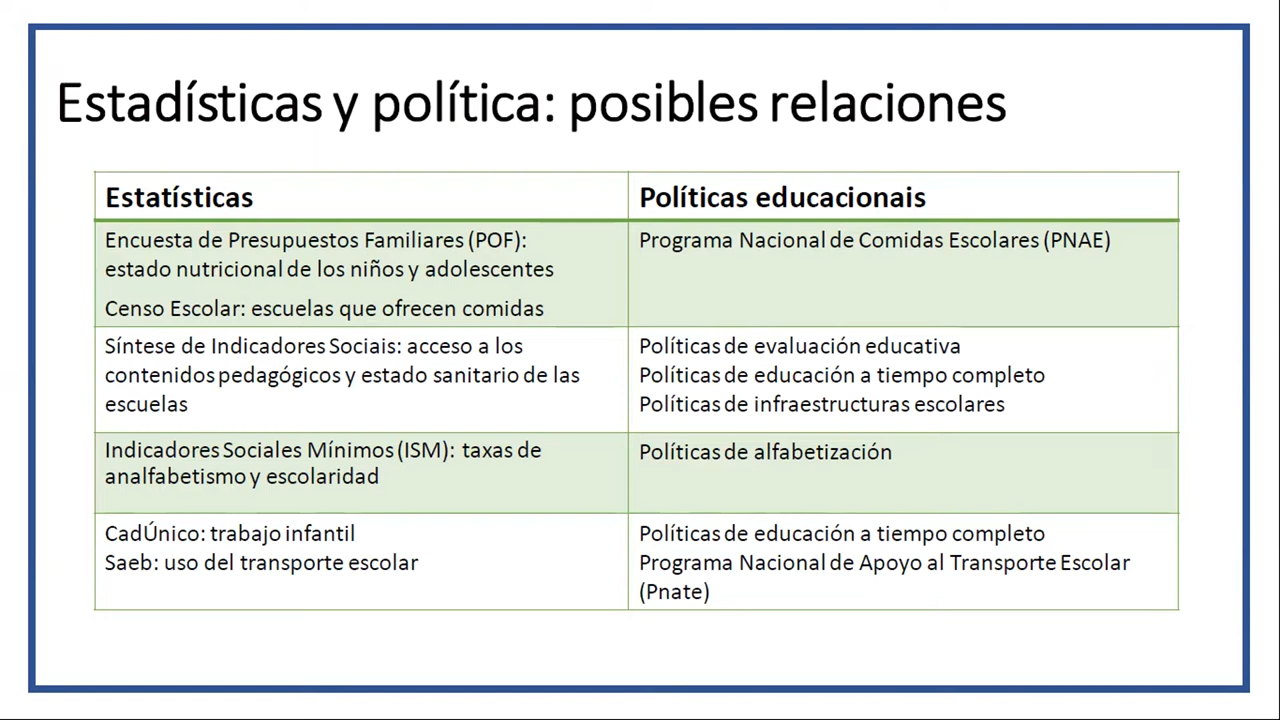 Estadísticas y política: posibles relaciones
Estatísticas
Políticas educacionais
Encuesta de Presupuestos Familiares (POF):
estado nutricional de los niños y adolescentes
Censo Escolar: escuelas que ofrecen comidas
Programa Nacional de Comidas Escolares (PNAE)
Síntese de Indicadores Sociais: acceso a los
contenidos pedagógicos y estado sanitario de las
escuelas
Políticas de evaluación educativa
Políticas de educación a tiempo completo
Políticas de infraestructuras escolares
Indicadores Sociales Mínimos (ISM): taxas de
analfabetismo y escolaridad
Políticas de alfabetización
CadÚnico: trabajo infantil
Saeb: uso del transporte escolar
Políticas de educación a tiempo completo
Programa Nacional de Apoyo al Transporte Escolar
(Pnate)